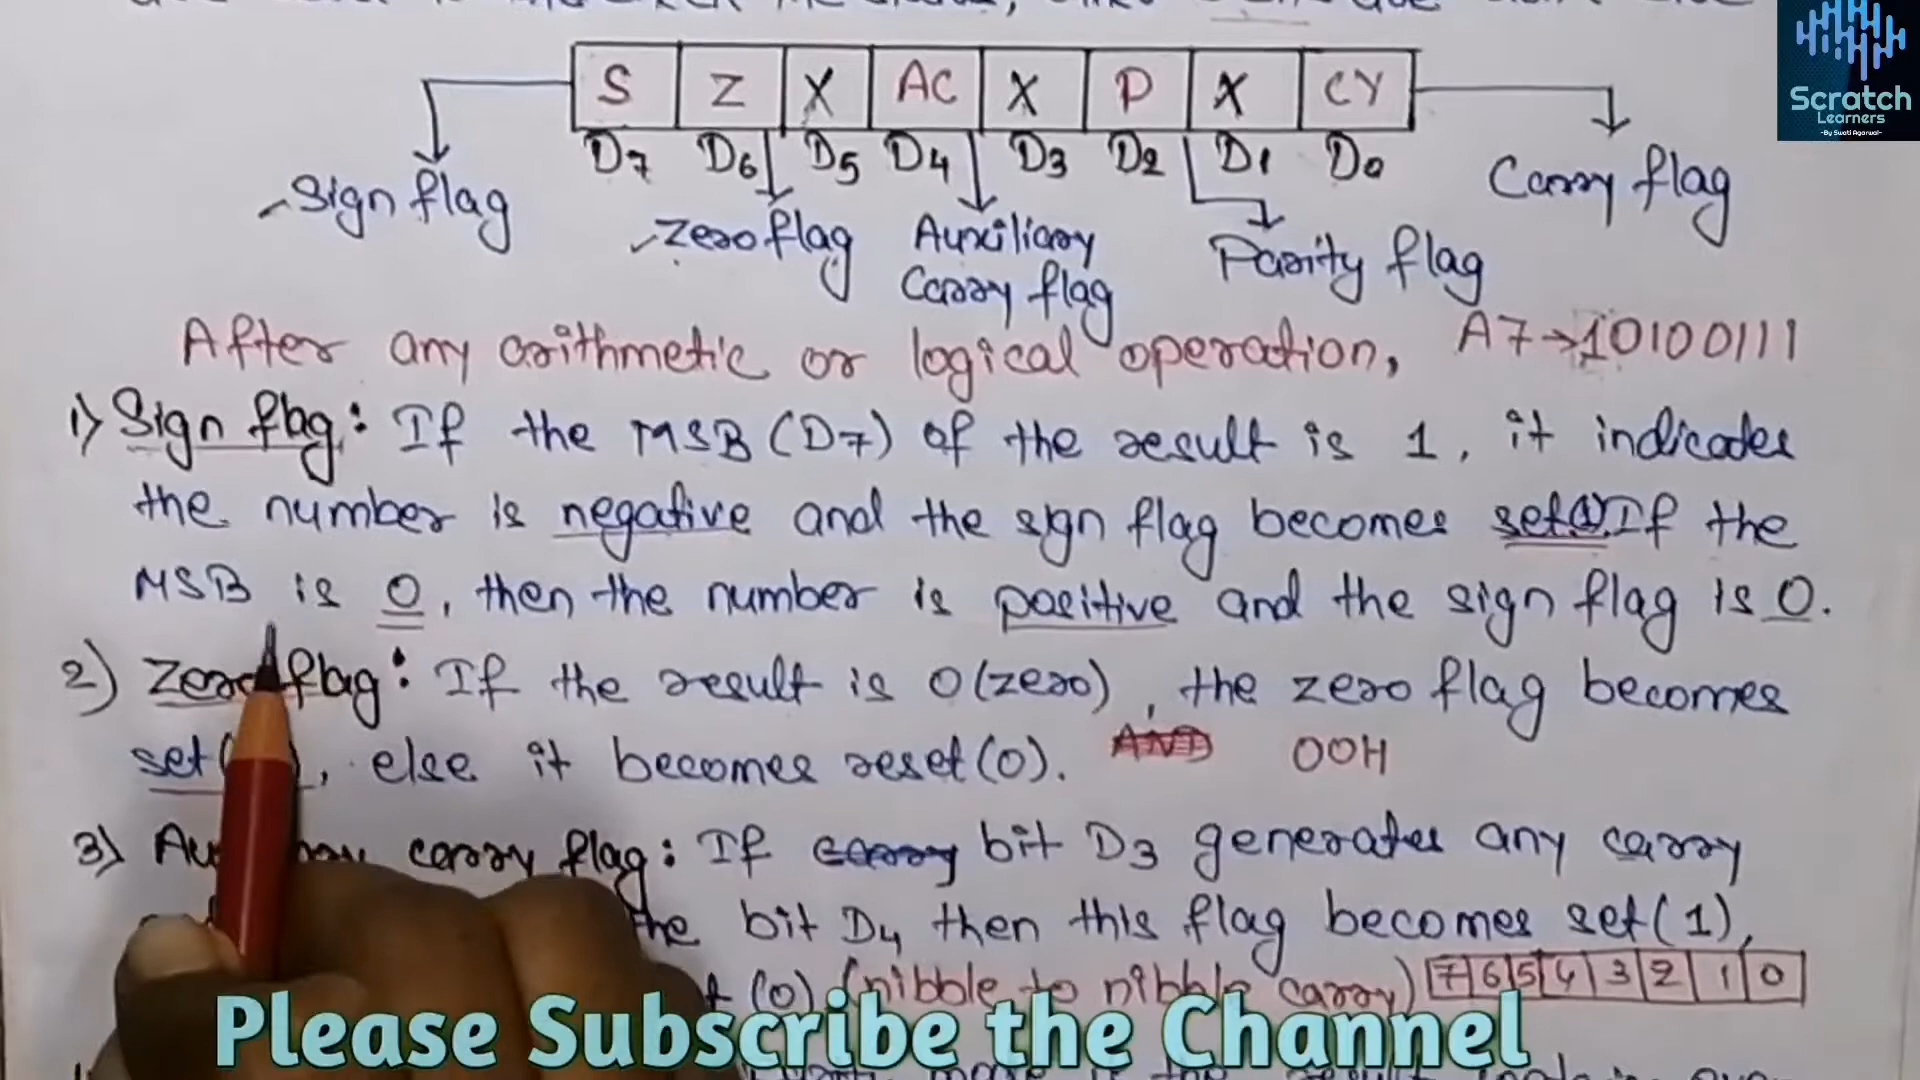 S Z X AC X P X CY
D7 D6 D5 D4 D3 D2 D1 D0
Sign flag
Zero flag
Auxiliary
Carry flag
Parity flag
Carry flag
Scratch
Learners
-By Swati Agarwal-
After any arithmetic or logical operation, A7→10100111
1) Sign flag: If the MSB (D7) of the result is 1, it indicates
the number is negative and the sign flag becomes set(1) If the
MSB is 0, then the number is positive and the sign flag is 0.
2) Zero flag: If the result is 0 (zero), the zero flag becomes
set, else it becomes reset (0). 00H
3) carry flag: If bit D3 generates any carry
the bit D4 then this flag becomes set (1),
(0) (nibble to nibble carry) 7 6 5 4 3 2 1 0
Please Subscribe the Channel